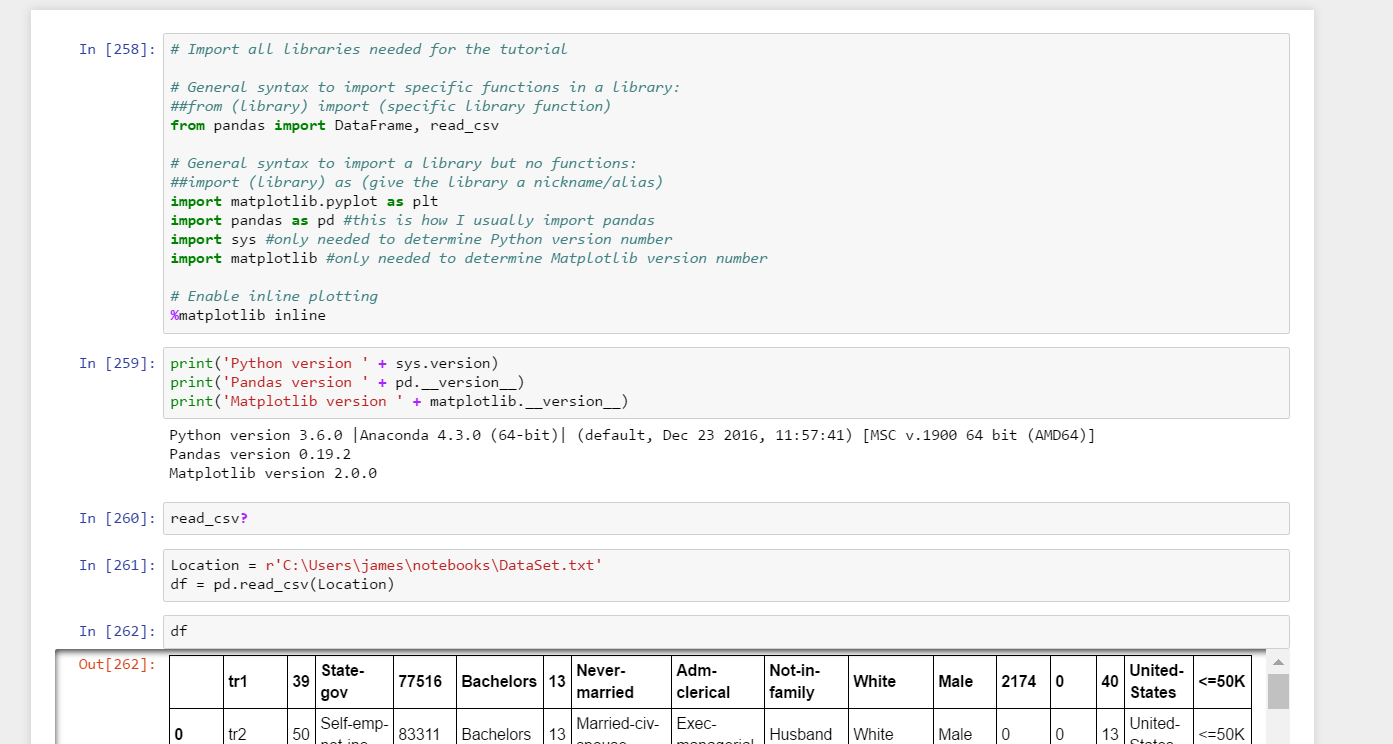 In [258]: # Import all libraries needed for the tutorial
# General syntax to import specific functions in a library:
##from (library) import (specific library function)
from pandas import DataFrame, read_csv
# General syntax to import a library but no functions:
##import (library) as (give the library a nickname/alias)
import matplotlib.pyplot as plt
import pandas as pd #this is how I usually import pandas
import sys #only needed to determine Python version number
import matplotlib #only needed to determine Matplotlib version number
# Enable inline plotting
%matplotlib inline
In [259]: print('Python version ' + sys.version)
print('Pandas version ' + pd.__version__)
print('Matplotlib version ' + matplotlib.__version__)
Python version 3.6.0 |Anaconda 4.3.0 (64-bit)| (default, Dec 23 2016, 11:57:41) [MSC v.1900 64 bit (AMD64)]
Pandas version 0.19.2
Matplotlib version 2.0.0
In [260]: read_csv?
In [261]: Location = r'C:\Users\james\notebooks\DataSet.txt'
df = pd.read_csv(Location)
In [262]: df
Out[262]:
tr1 39 State-gov 77516 Bachelors 13 Never-married Adm-clerical Not-in-family White Male 2174 0 40 United-States <=50K
0 tr2 50 Self-emp- 83311 Bachelors 13 Married-civ- Exec- Husband White Male 0 0 13 United- <=50K